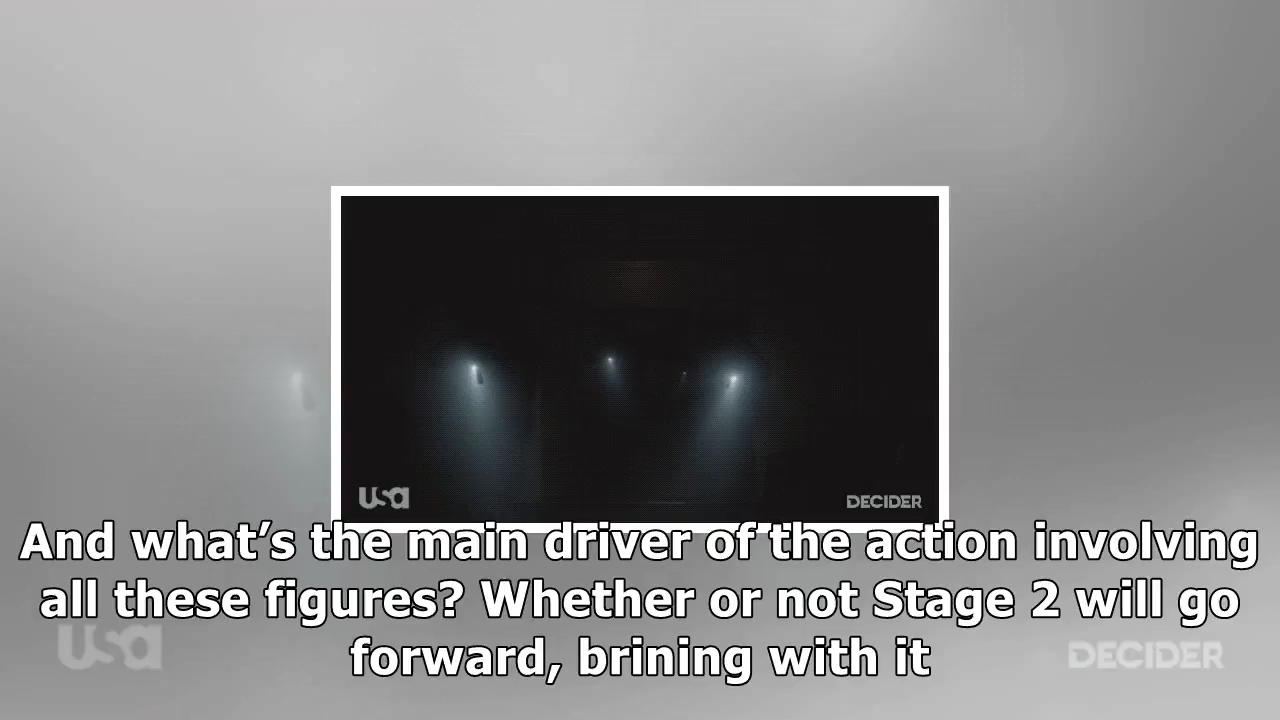 usa
DECIDER
And what’s the main driver of the action involving
all these figures? Whether or not Stage 2 will go
forward, brining with it
usa
DECIDER